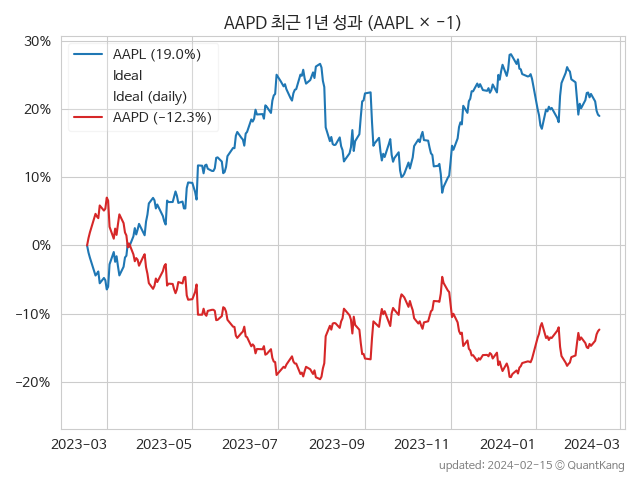 AAPD 최근 1년 성과 (AAPL × −1)
30%
20%
10%
0%
−10%
−20%
AAPL (19.0%)
Ideal
Ideal (daily)
AAPD (−12.3%)
2023-03 2023-05 2023-07 2023-09 2023-11 2024-01 2024-03
updated: 2024-02-15 © QuantKang